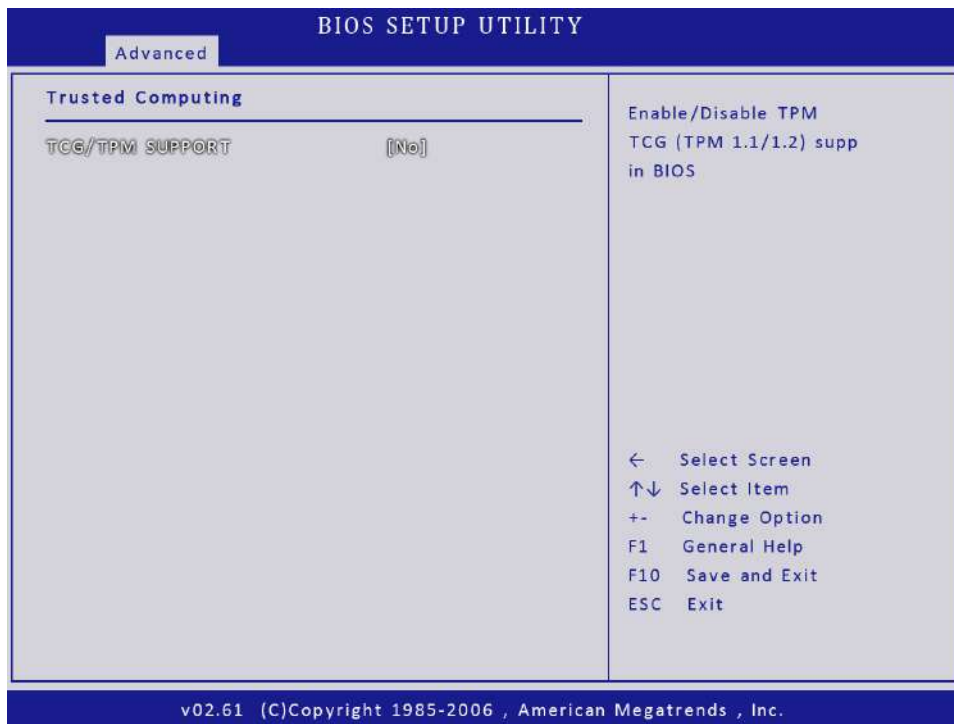 BIOS SETUP UTILITY
Advanced
Trusted Computing
TCG/TPM SUPPORT [No]
Enable/Disable TPM
TCG (TPM 1.1/1.2) supp
in BIOS
← Select Screen
↑↓ Select Item
+- Change Option
F1 General Help
F10 Save and Exit
ESC Exit
v02.61 (C)Copyright 1985-2006 , American Megatrends , Inc.